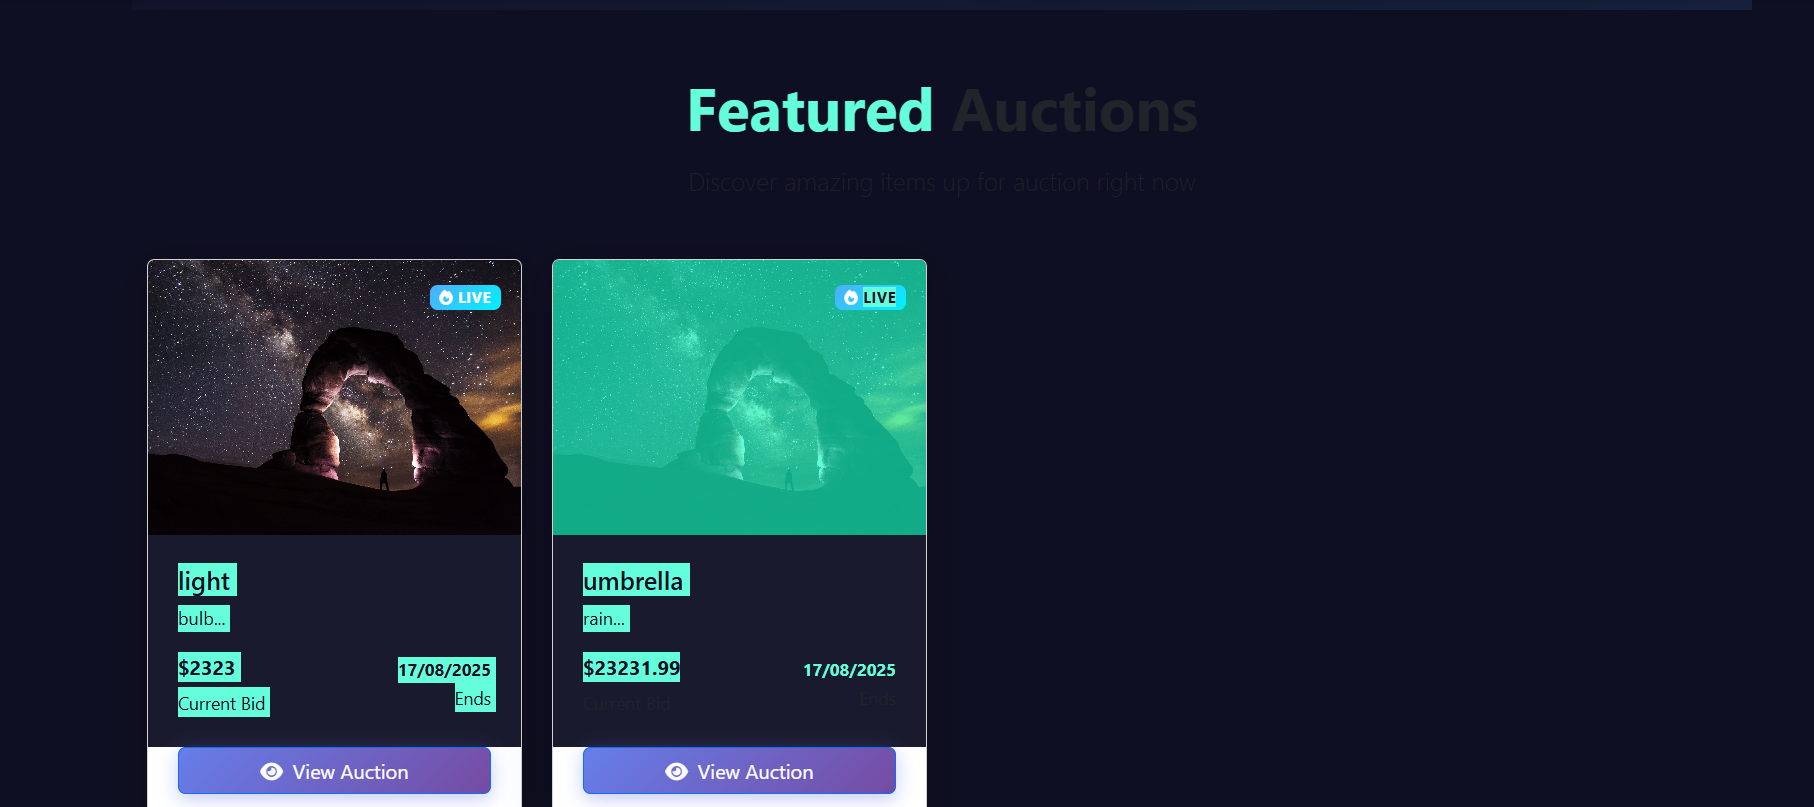 Featured Auctions
Discover amazing items up for auction right now
LIVE
light
bulb...
$2323
17/08/2025
Current Bid
Ends
View Auction
LIVE
umbrella
rain...
$23231.99
17/08/2025
Current Bid
Ends
View Auction